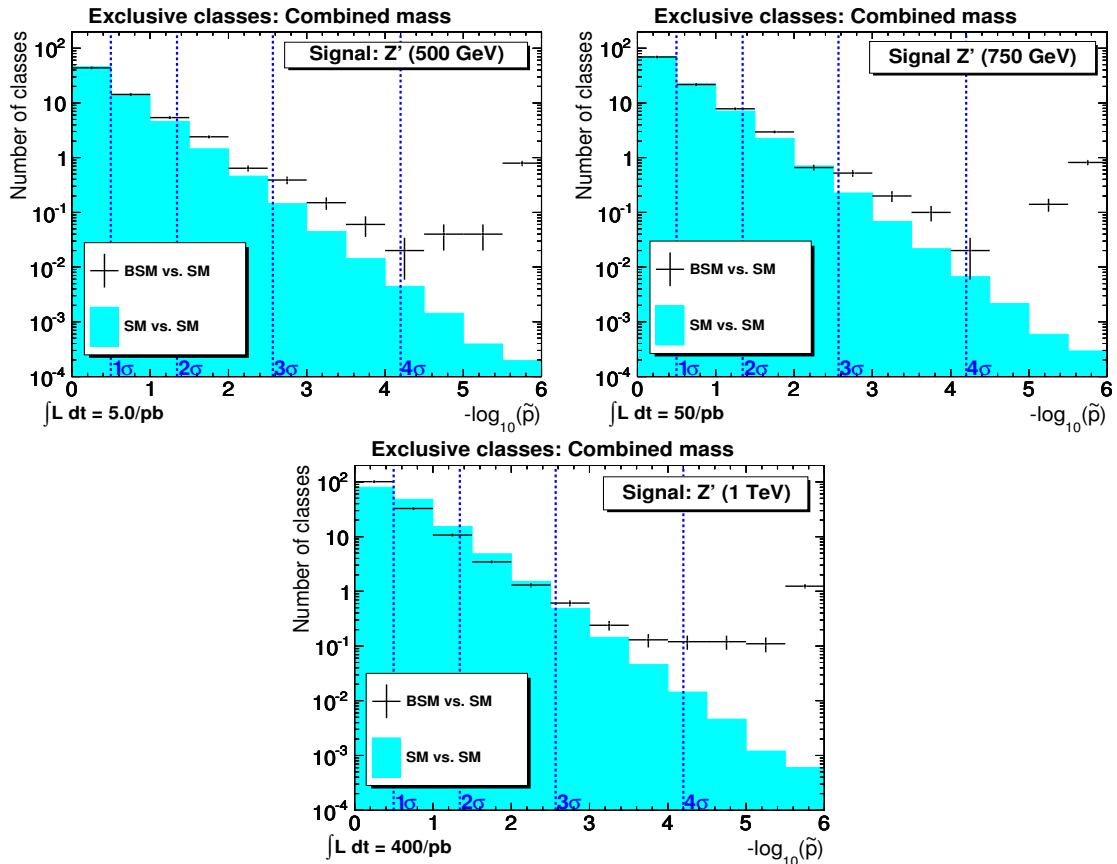 Exclusive classes: Combined mass
Number of classes
10²
10
1
10⁻¹
10⁻²
10⁻³
10⁻⁴
Signal: Z' (500 GeV)
BSM vs. SM
SM vs. SM
1σ 2σ 3σ 4σ
0 1 2 3 4 5 6
∫L dt = 5.0/pb
-log₁₀(p̃)
Exclusive classes: Combined mass
Number of classes
10²
10
1
10⁻¹
10⁻²
10⁻³
10⁻⁴
Signal Z' (750 GeV)
BSM vs. SM
SM vs. SM
1σ 2σ 3σ 4σ
0 1 2 3 4 5 6
∫L dt = 50/pb
-log₁₀(p̃)
Exclusive classes: Combined mass
Number of classes
10²
10
1
10⁻¹
10⁻²
10⁻³
10⁻⁴
Signal: Z' (1 TeV)
BSM vs. SM
SM vs. SM
1σ 2σ 3σ 4σ
0 1 2 3 4 5 6
∫L dt = 400/pb
-log₁₀(p̃)